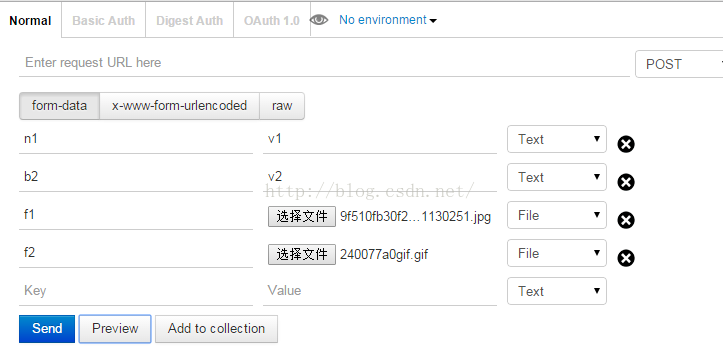 Normal Basic Auth Digest Auth OAuth 1.0 No environment
Enter request URL here POST
form-data x-www-form-urlencoded raw
n1 v1 Text
b2 v2 Text
http://blog.csdn.net/
f1 选择文件 9f510fb30f2…1130251.jpg File
f2 选择文件 240077a0gif.gif File
Key Value Text
Send Preview Add to collection